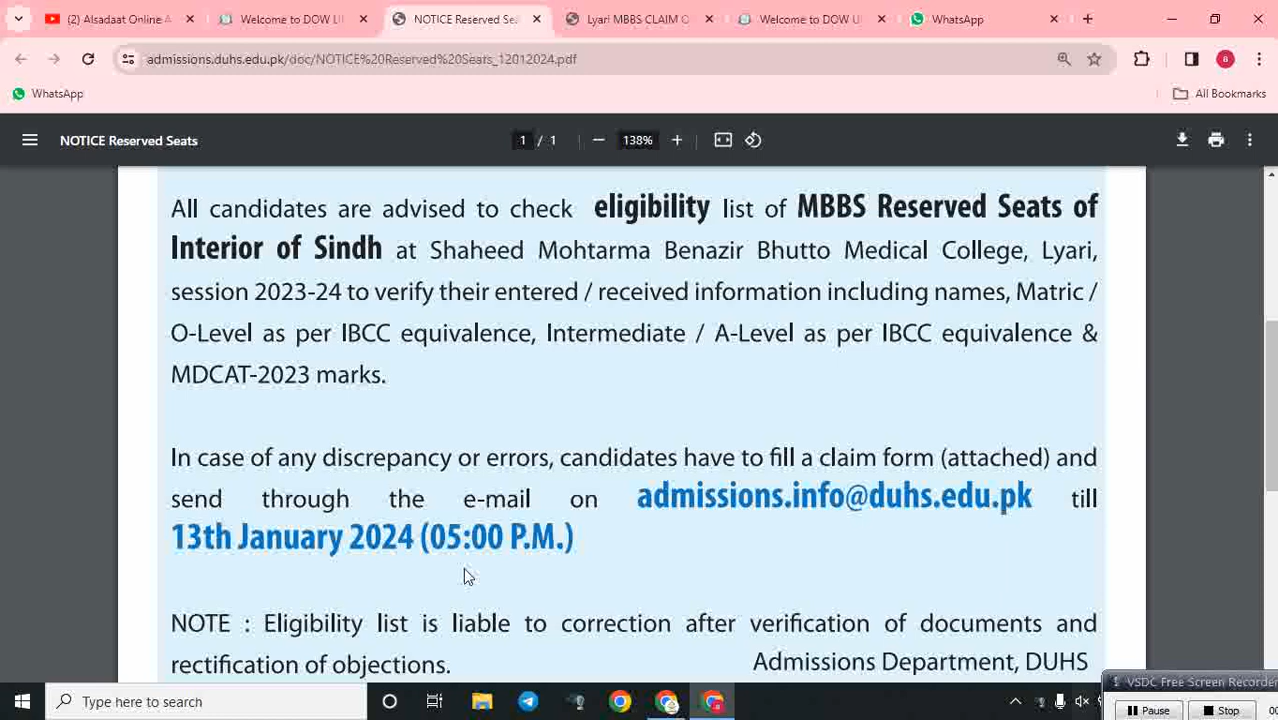 (2) Alsadaat Online A
Welcome to DOW U
NOTICE Reserved Sea
Lyari MBBS CLAIM O
Welcome to DOW U
WhatsApp
admissions.duhs.edu.pk/doc/NOTICE%20Reserved%20Seats_12012024.pdf
a
WhatsApp
All Bookmarks
NOTICE Reserved Seats
1 / 1
138%
All candidates are advised to check eligibility list of MBBS Reserved Seats of
Interior of Sindh at Shaheed Mohtarma Benazir Bhutto Medical College, Lyari,
session 2023-24 to verify their entered / received information including names, Matric /
O-Level as per IBCC equivalence, Intermediate / A-Level as per IBCC equivalence &
MDCAT-2023 marks.
In case of any discrepancy or errors, candidates have to fill a claim form (attached) and
send through the e-mail on admissions.info@duhs.edu.pk till
13th January 2024 (05:00 P.M.)
NOTE : Eligibility list is liable to correction after verification of documents and
rectification of objections.
Admissions Department, DUHS
VSDC Free Screen Recorder
Type here to search
Pause
Stop